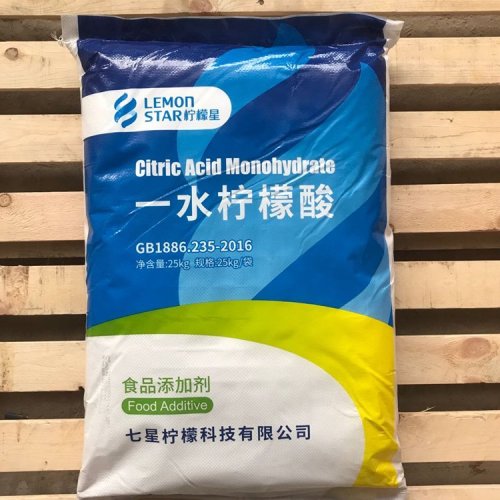 LEMON
STAR柠檬星
Citric Acid Monohydrate
一水柠檬酸
GB1886.235-2016
净含量:25kg 规格:25kg/袋
食品添加剂
Food Additive
七星柠檬科技有限公司